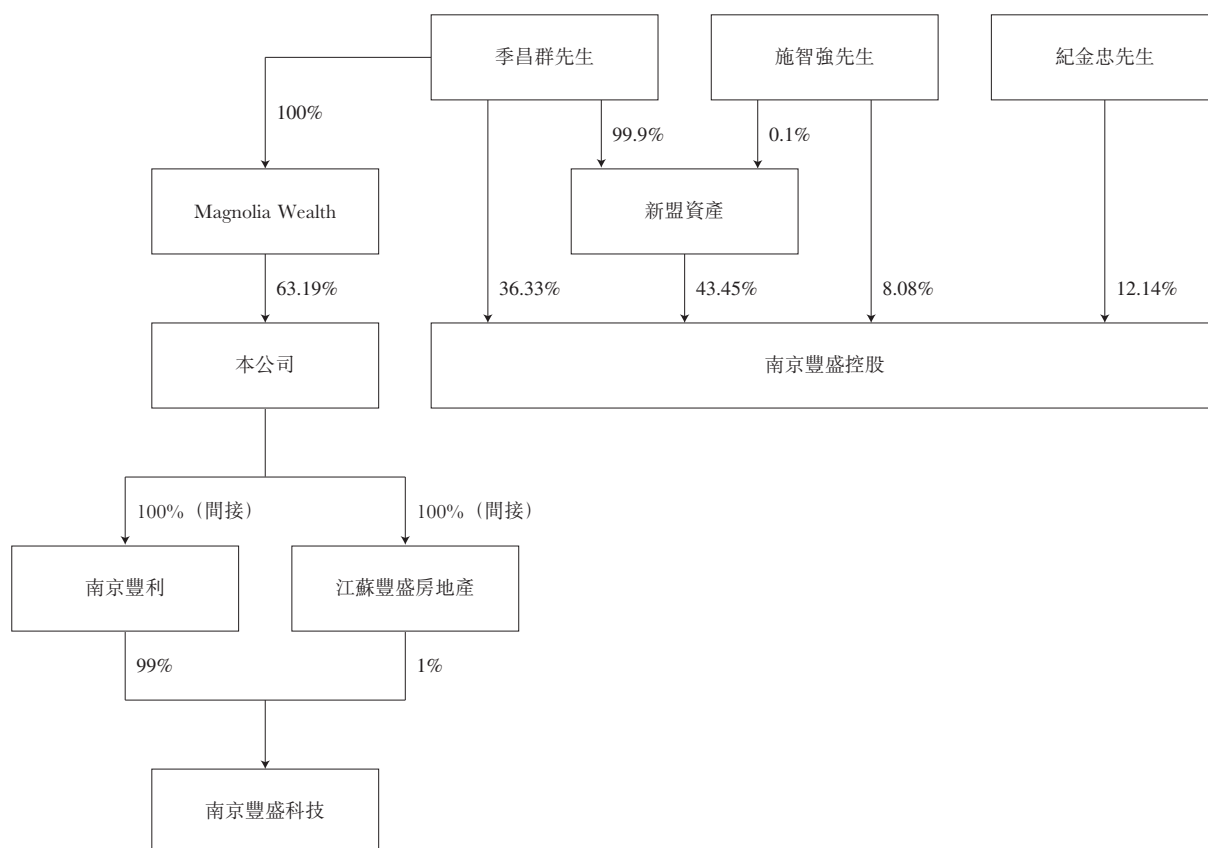 季昌群先生
施智強先生
紀金忠先生
100%
99.9%
0.1%
Magnolia Wealth
新盟資產
63.19%
36.33%
43.45%
8.08%
12.14%
本公司
南京豐盛控股
100%（間接）
100%（間接）
南京豐利
江蘇豐盛房地產
99%
1%
南京豐盛科技